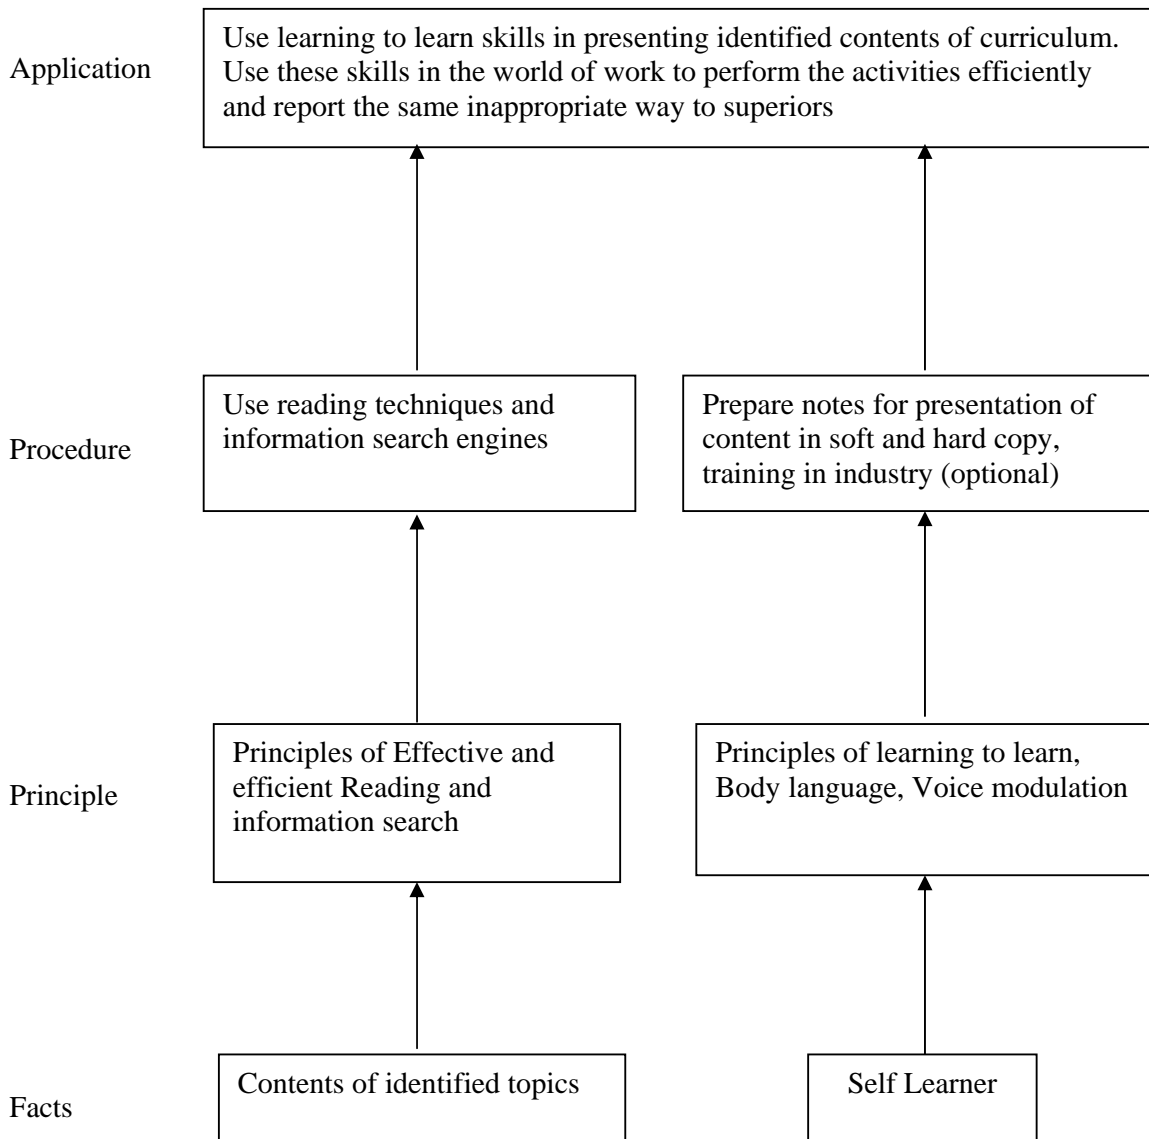 Application
Use learning to learn skills in presenting identified contents of curriculum.
Use these skills in the world of work to perform the activities efficiently
and report the same inappropriate way to superiors
Procedure
Use reading techniques and
information search engines
Prepare notes for presentation of
content in soft and hard copy,
training in industry (optional)
Principle
Principles of Effective and
efficient Reading and
information search
Principles of learning to learn,
Body language, Voice modulation
Facts
Contents of identified topics
Self Learner